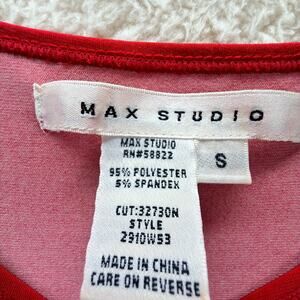 MAX STUDIO
MAX STUDIO
RN#58822
S
95% POLYESTER
5% SPANDEX
CUT:32730N
STYLE
2910W53
MADE IN CHINA
CARE ON REVERSE